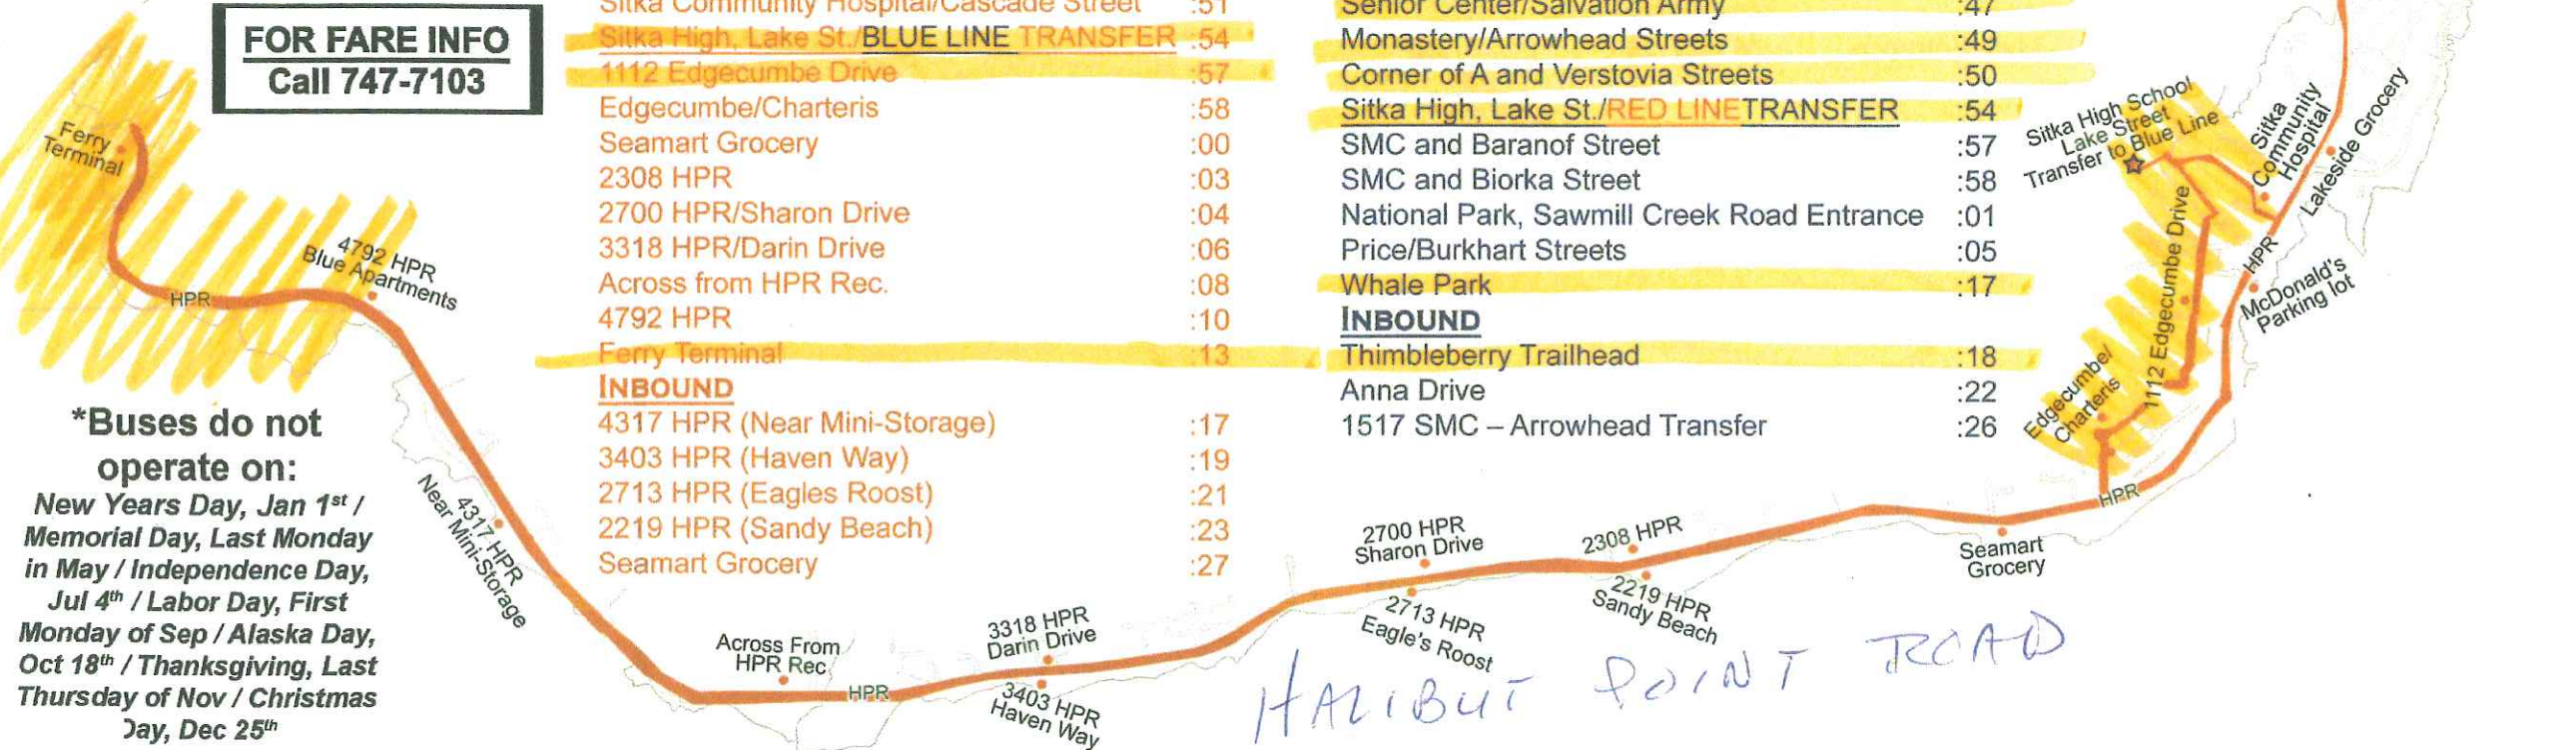 FOR FARE INFO
Call 747-7103
Ferry
Terminal
HPR
4792 HPR
Blue Apartments
*Buses do not
operate on:
New Years Day, Jan 1st /
Memorial Day, Last Monday
in May / Independence Day,
Jul 4th / Labor Day, First
Monday of Sep / Alaska Day,
Oct 18th / Thanksgiving, Last
Thursday of Nov / Christmas
Day, Dec 25th
Sitka Community Hospital/Cascade Street :51
Sitka High, Lake St./BLUE LINE TRANSFER :54
1112 Edgecumbe Drive :57
Edgecumbe/Charteris :58
Seamart Grocery :00
2308 HPR :03
2700 HPR/Sharon Drive :04
3318 HPR/Darin Drive :06
Across from HPR Rec. :08
4792 HPR :10
Ferry Terminal :13
INBOUND
4317 HPR (Near Mini-Storage) :17
3403 HPR (Haven Way) :19
2713 HPR (Eagles Roost) :21
2219 HPR (Sandy Beach) :23
Seamart Grocery :27
Senior Center/Salvation Army :47
Monastery/Arrowhead Streets :49
Corner of A and Verstovia Streets :50
Sitka High, Lake St./RED LINETRANSFER :54
SMC and Baranof Street :57
SMC and Biorka Street :58
National Park, Sawmill Creek Road Entrance :01
Price/Burkhart Streets :05
Whale Park :17
INBOUND
Thimbleberry Trailhead :18
Anna Drive :22
1517 SMC – Arrowhead Transfer :26
Sitka High School
Lake Street
Transfer to Blue Line
Sitka
Community
Hospital
Lakeside Grocery
HPR
McDonald's
Parking lot
1112 Edgecumbe Drive
Edgecumbe/
Charteris
HPR
Seamart
Grocery
2308 HPR
2219 HPR
Sandy Beach
2700 HPR
Sharon Drive
2713 HPR
Eagle's Roost
3318 HPR
Darin Drive
3403 HPR
Haven Way
HPR
Across From
HPR Rec
4317 HPR
Near Mini-Storage
HALIBUT POINT ROAD